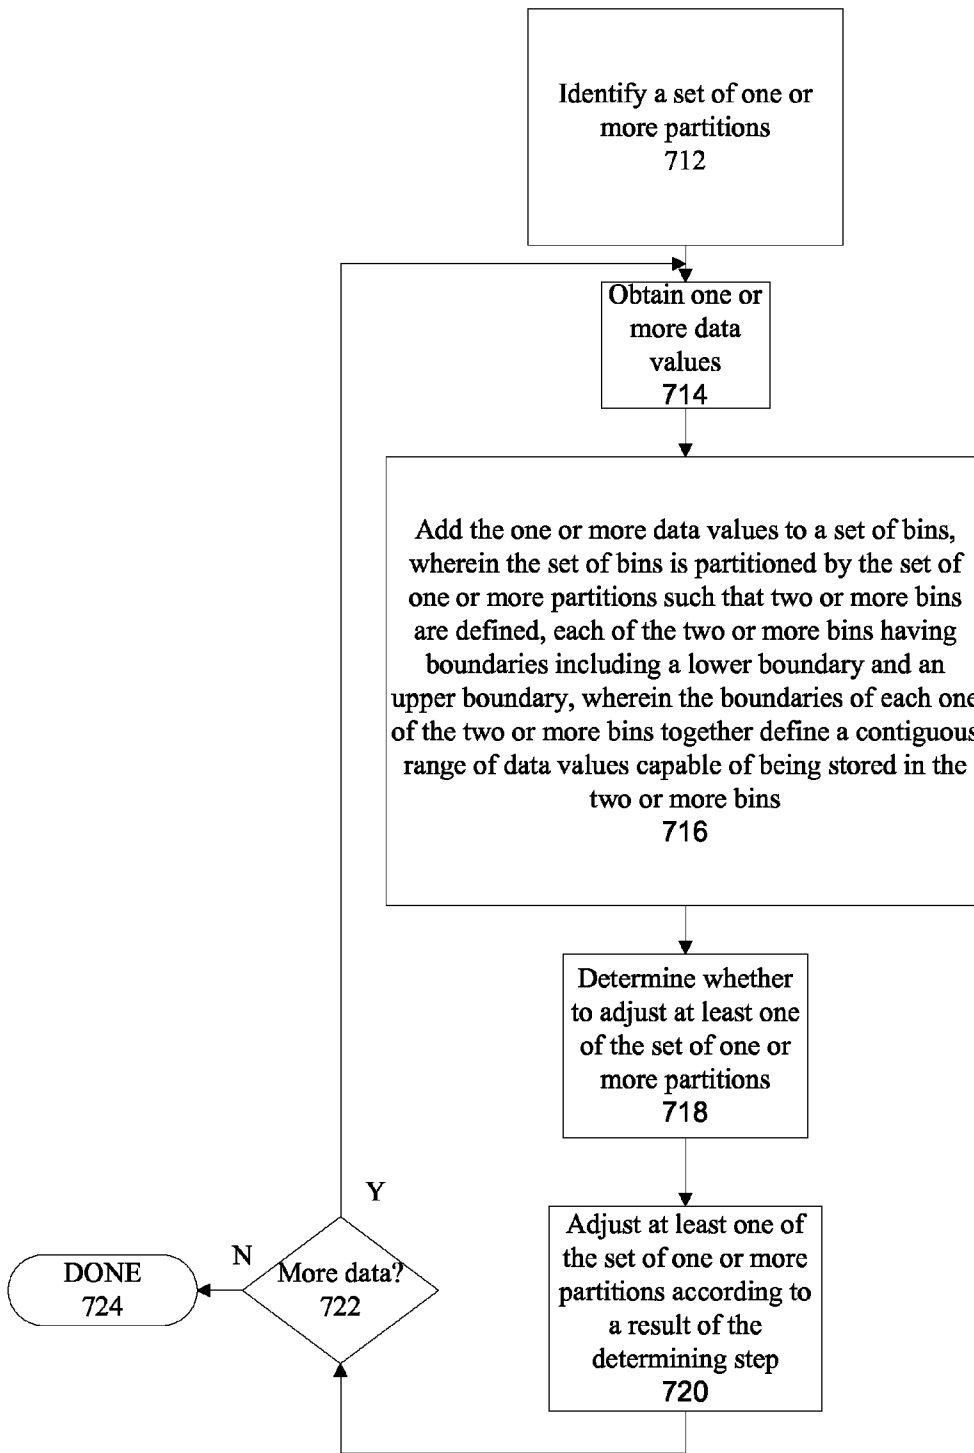 Identify a set of one or
more partitions
712
Obtain one or
more data
values
714
Add the one or more data values to a set of bins,
wherein the set of bins is partitioned by the set of
one or more partitions such that two or more bins
are defined, each of the two or more bins having
boundaries including a lower boundary and an
upper boundary, wherein the boundaries of each one
of the two or more bins together define a contiguous
range of data values capable of being stored in the
two or more bins
716
Determine whether
to adjust at least one
of the set of one or
more partitions
718
Adjust at least one of
the set of one or more
partitions according to
a result of the
determining step
720
Y
N
More data?
722
DONE
724